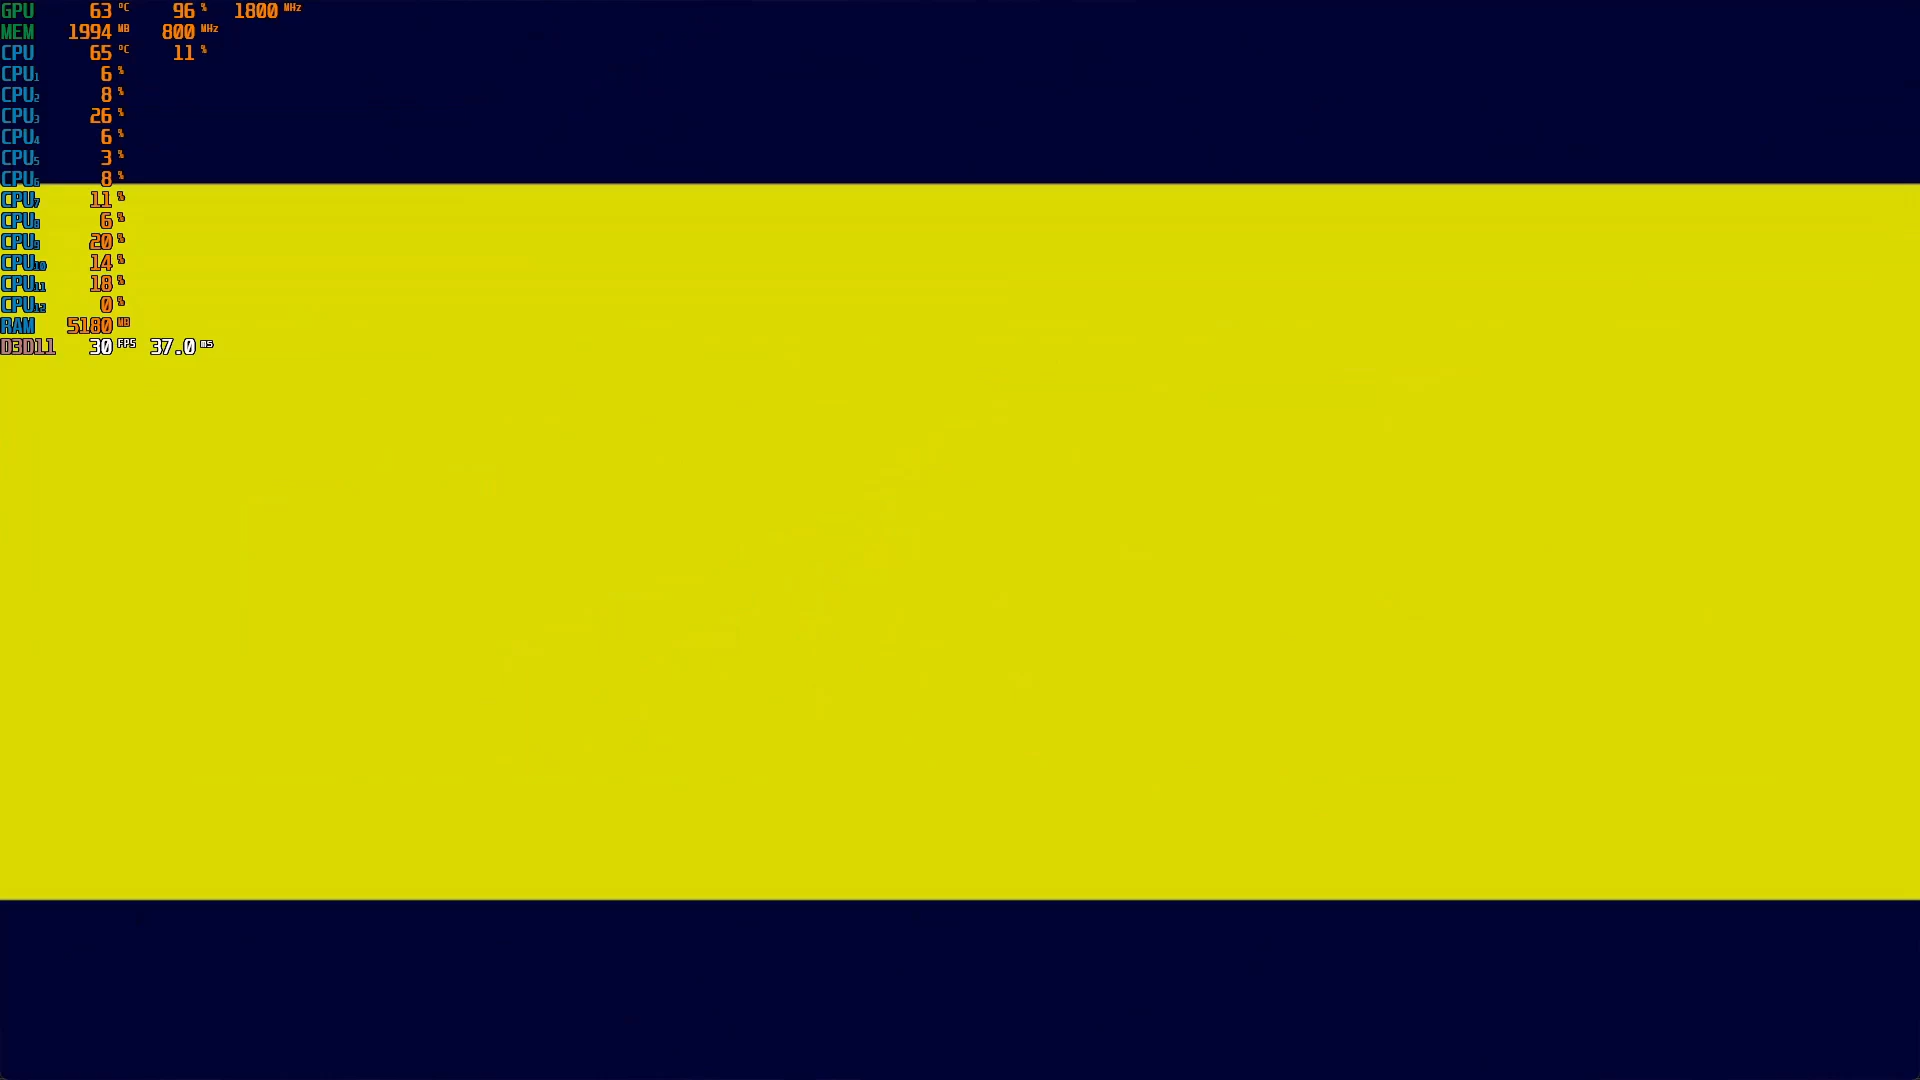 GPU 63 °C 96 % 1800 MHz
MEM 1994 MB 800 MHz
CPU 65 °C 11 %
CPU1 6 %
CPU2 8 %
CPU3 26 %
CPU4 6 %
CPU5 3 %
CPU6 8 %
CPU7 11 %
CPU8 6 %
CPU9 20 %
CPU10 14 %
CPU11 18 %
CPU12 0 %
RAM 5180 MB
D3D11 30 FPS 37.0 ms